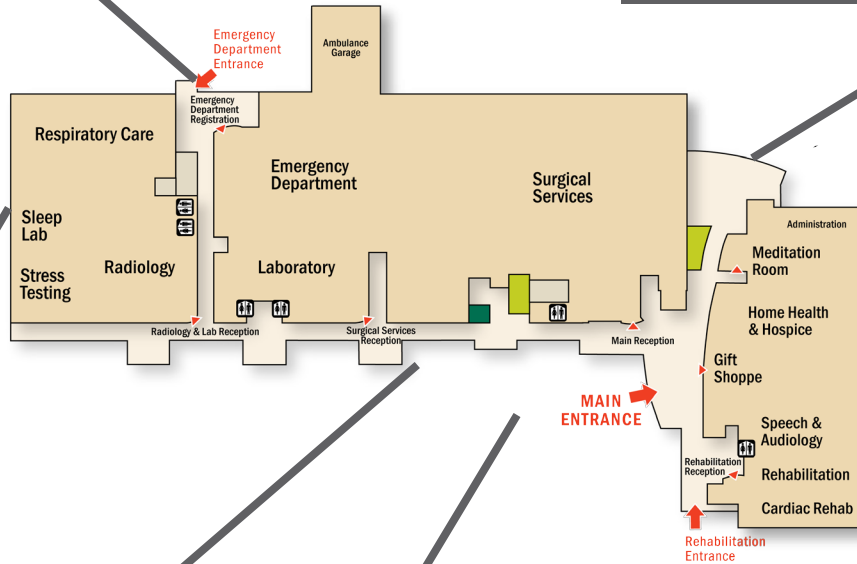 Emergency
Department
Entrance
Ambulance
Garage
Emergency
Department
Registration
Respiratory Care
Emergency
Department
Surgical
Services
Sleep
Lab
Administration
Meditation
Room
Radiology
Laboratory
Stress
Testing
Home Health
& Hospice
Radiology & Lab Reception
Surgical Services
Reception
Main Reception
Gift
Shoppe
MAIN
ENTRANCE
Speech &
Audiology
Rehabilitation
Reception
Rehabilitation
Cardiac Rehab
Rehabilitation
Entrance